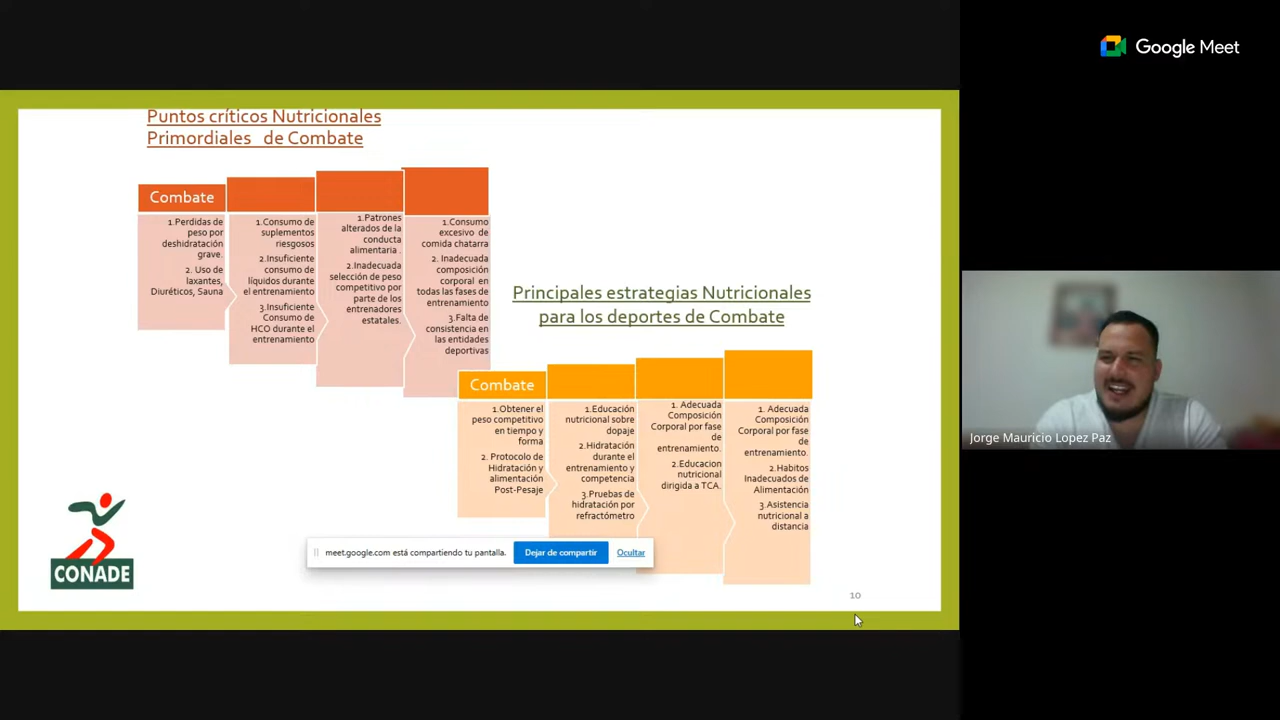 Google Meet
Puntos críticos Nutricionales
Primordiales de Combate
Combate
1.Perdidas de
peso por
deshidratación
grave.
2. Uso de
laxantes,
Diuréticos, Sauna
1.Consumo de
suplementos
riesgosos
2.Insuficiente
consumo de
líquidos durante
el entrenamiento
3.Insuficiente
Consumo de
HCO durante el
entrenamiento
1.Patrones
alterados de la
conducta
alimentaria .
2.Inadecuada
selección de peso
competitivo por
parte de los
entrenadores
estatales.
1.Consumo
excesivo de
comida chatarra
2. Inadecuada
composición
corporal en
todas las fases de
entrenamiento
3.Falta de
consistencia en
las entidades
deportivas
Principales estrategias Nutricionales
para los deportes de Combate
Combate
1.Obtener el
peso competitivo
en tiempo y
forma
2. Protocolo de
Hidratación y
alimentación
Post-Pesaje
1.Educación
nutricional sobre
dopaje
2.Hidratación
durante el
entrenamiento y
competencia
3.Pruebas de
hidratación por
refractómetro
1. Adecuada
Composición
Corporal por fase
de
entrenamiento.
2.Educacion
nutricional
dirigida a TCA.
1. Adecuada
Composición
Corporal por fase
de
entrenamiento.
2.Habitos
Inadecuados de
Alimentación
3.Asistencia
nutricional a
distancia
Jorge Mauricio Lopez Paz
CONADE
meet.google.com está compartiendo tu pantalla.
Dejar de compartir
Ocultar
10